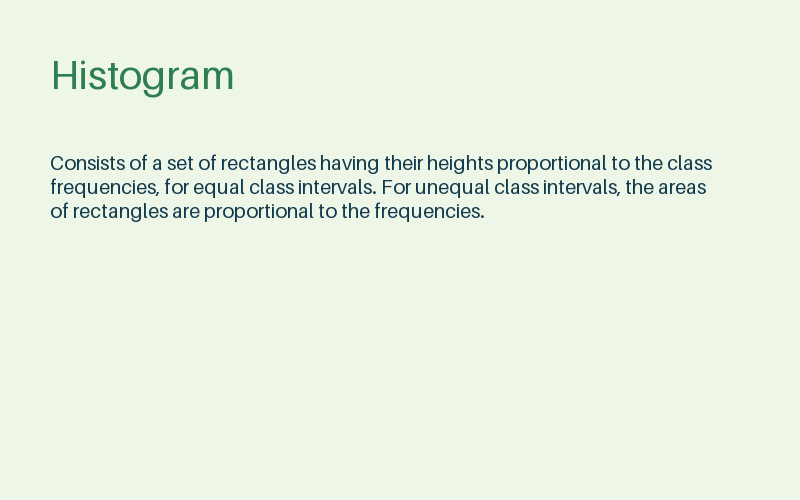 Histogram
Consists of a set of rectangles having their heights proportional to the class
frequencies, for equal class intervals. For unequal class intervals, the areas
of rectangles are proportional to the frequencies.